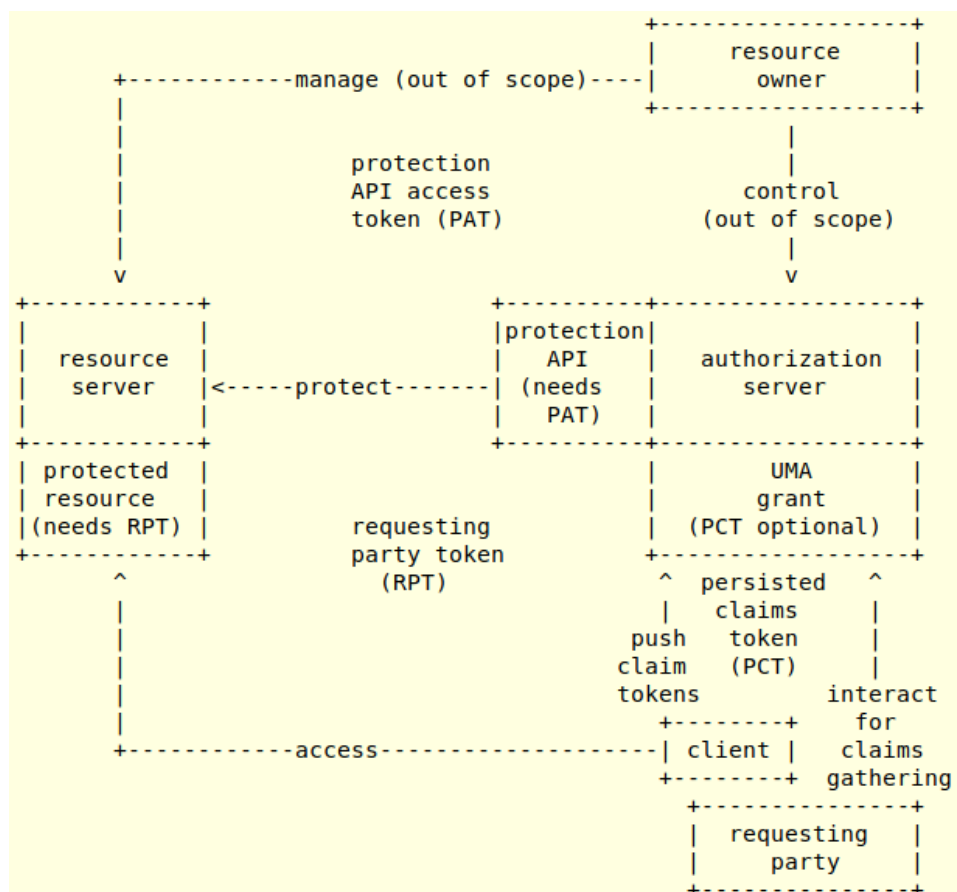 +------------------+
                                              |     resource     |
       +------------manage (out of scope)----|       owner      |
       |                                      +------------------+
       |                                               |
       |                protection                     |
       |                API access                  control
       |                token (PAT)              (out of scope)
       |                                               |
       v                                               v
+------------+                    +----------+------------------+
|            |                    |protection|                  |
|  resource  |                    |   API    |   authorization  |
|   server   |<-----protect-------| (needs   |      server      |
|            |                    |   PAT)   |                  |
+------------+                    +----------+------------------+
| protected  |                               |        UMA       |
| resource   |                               |       grant      |
|(needs RPT) |          requesting           |  (PCT optional)  |
+------------+          party token          +------------------+
       ^                  (RPT)               ^  persisted   ^
       |                                      |   claims     |
       |                                    push   token     |
       |                                   claim   (PCT)     |
       |                                   tokens         interact
       |                                      +--------+    for
       +------------access--------------------| client |   claims
                                              +--------+  gathering
                                                +---------------+
                                                |  requesting   |
                                                |     party     |
                                                +---------------+